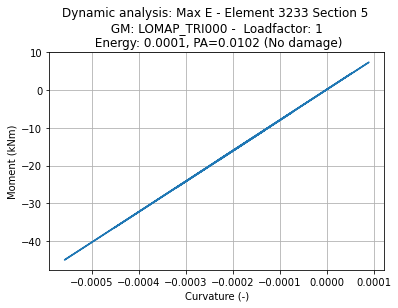 Dynamic analysis: Max E - Element 3233 Section 5
GM: LOMAP_TRI000 -  Loadfactor: 1
Energy: 0.0001, PA=0.0102 (No damage)
10
0
−10
−20
−30
−40
Moment (kNm)
−0.0005 −0.0004 −0.0003 −0.0002 −0.0001 0.0000 0.0001
Curvature (-)